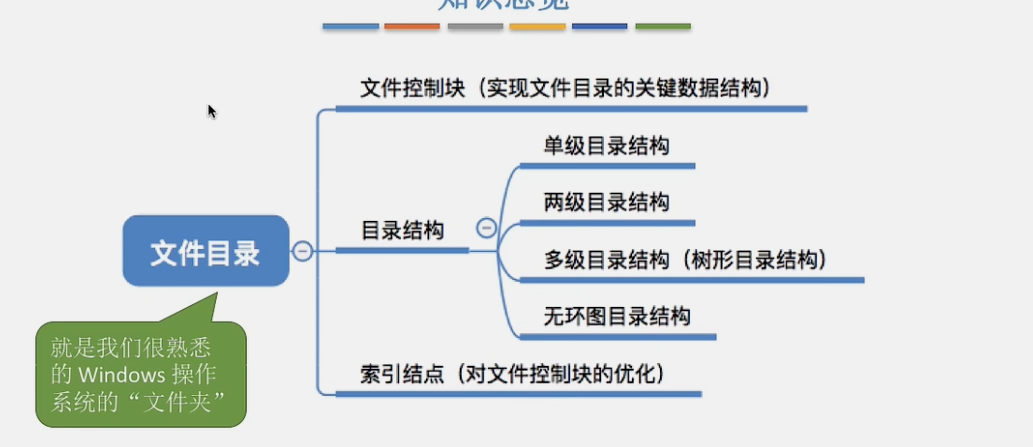 知识总览
文件控制块（实现文件目录的关键数据结构）
单级目录结构
两级目录结构
目录结构
文件目录
多级目录结构（树形目录结构）
无环图目录结构
就是我们很熟悉
的 Windows 操作
系统的“文件夹”
索引结点（对文件控制块的优化）